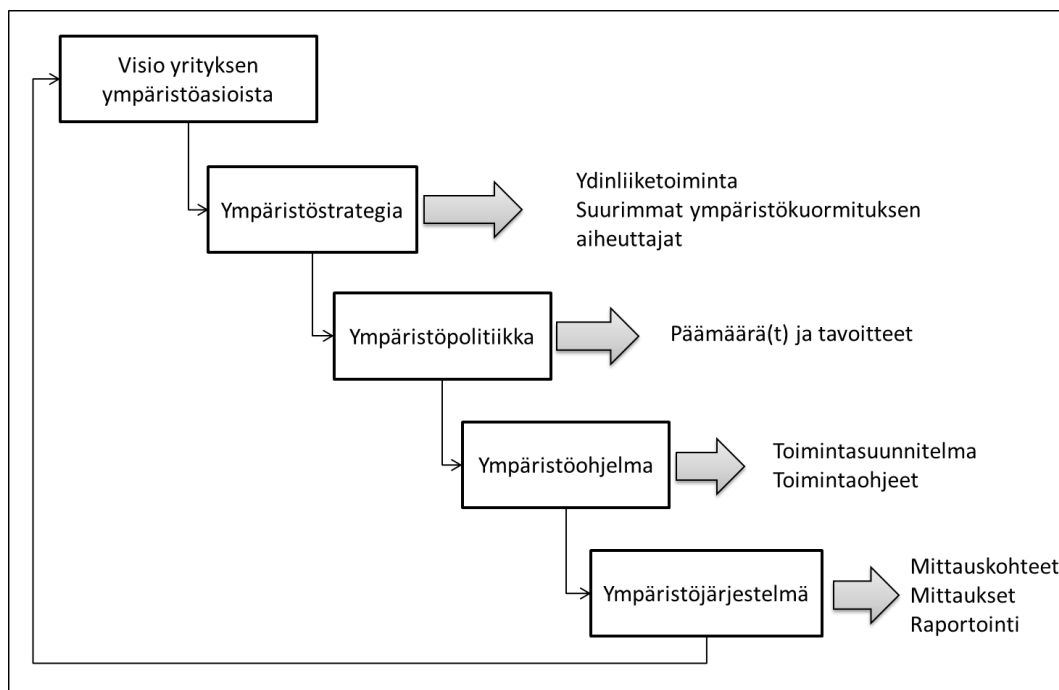 Visio yrityksen
ympäristöasioista
Ympäristöstrategia
Ydinliiketoiminta
Suurimmat ympäristökuormituksen
aiheuttajat
Ympäristöpolitiikka
Päämäärä(t) ja tavoitteet
Ympäristöohjelma
Toimintasuunnitelma
Toimintaohjeet
Ympäristöjärjestelmä
Mittauskohteet
Mittaukset
Raportointi